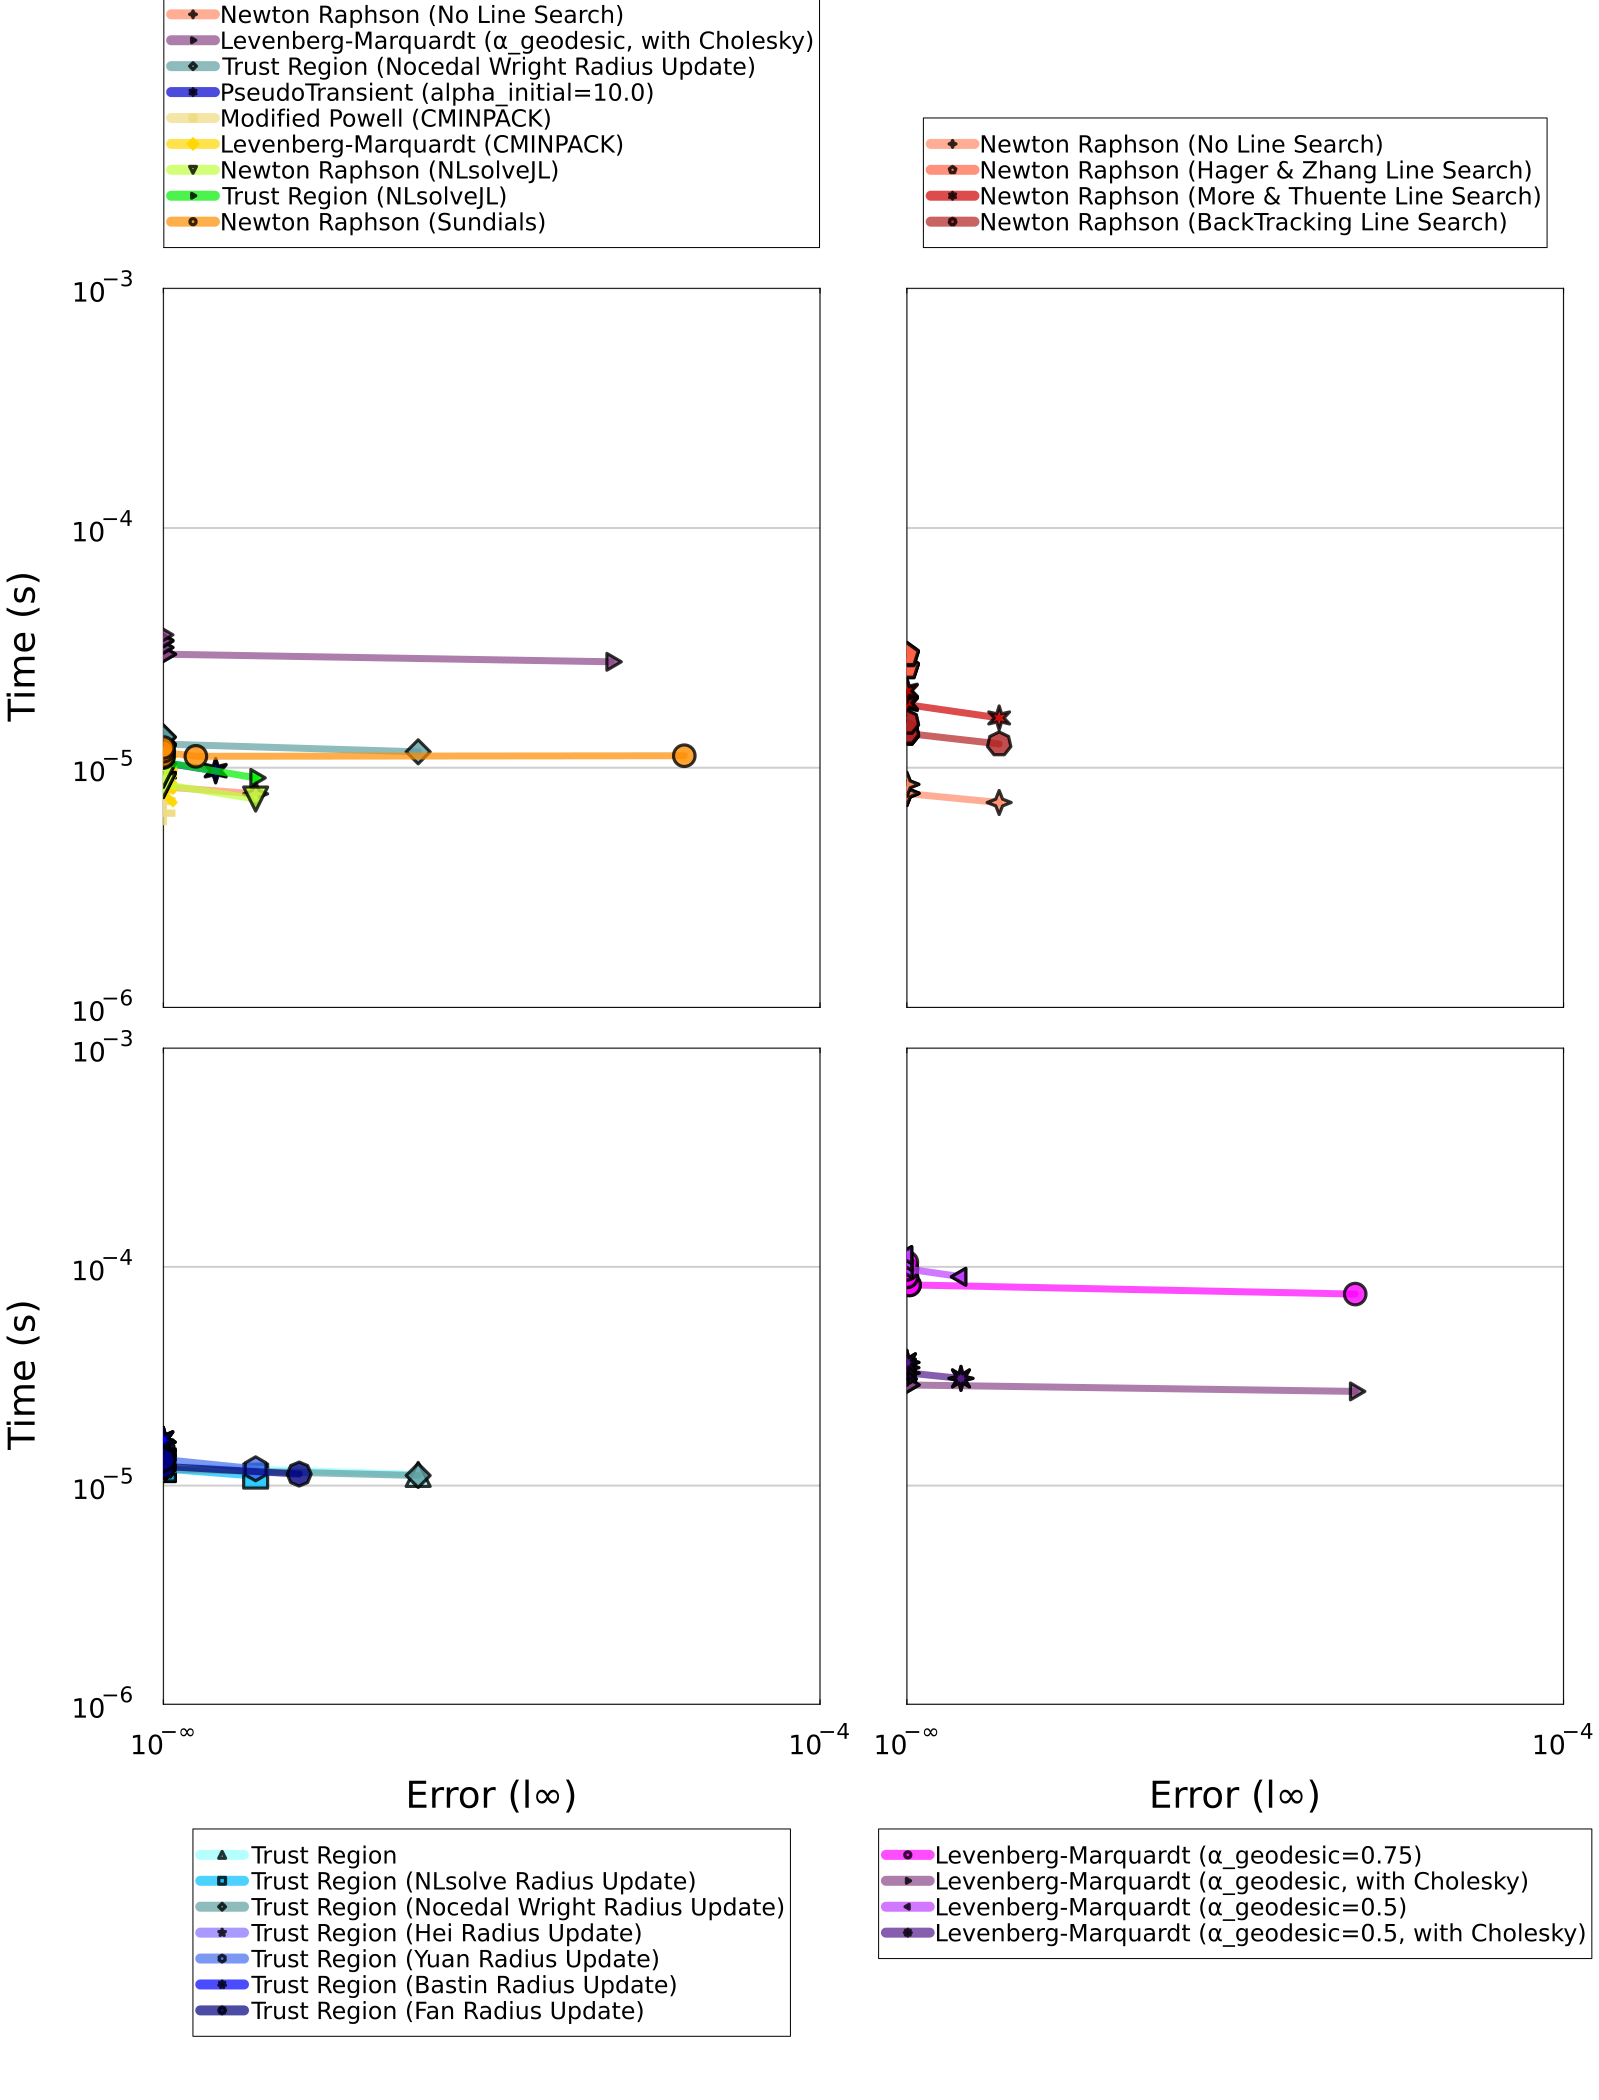 Newton Raphson (No Line Search)
Levenberg-Marquardt (α_geodesic, with Cholesky)
Trust Region (Nocedal Wright Radius Update)
PseudoTransient (alpha_initial=10.0)
Modified Powell (CMINPACK)
Levenberg-Marquardt (CMINPACK)
Newton Raphson (NLsolveJL)
Trust Region (NLsolveJL)
Newton Raphson (Sundials)
Newton Raphson (No Line Search)
Newton Raphson (Hager & Zhang Line Search)
Newton Raphson (More & Thuente Line Search)
Newton Raphson (BackTracking Line Search)
10⁻³
10⁻⁴
10⁻⁵
10⁻⁶
Time (s)
10⁻³
10⁻⁴
10⁻⁵
10⁻⁶
Time (s)
10^−∞
10⁻⁴
10^−∞
10⁻⁴
Error (l∞)
Error (l∞)
Trust Region
Trust Region (NLsolve Radius Update)
Trust Region (Nocedal Wright Radius Update)
Trust Region (Hei Radius Update)
Trust Region (Yuan Radius Update)
Trust Region (Bastin Radius Update)
Trust Region (Fan Radius Update)
Levenberg-Marquardt (α_geodesic=0.75)
Levenberg-Marquardt (α_geodesic, with Cholesky)
Levenberg-Marquardt (α_geodesic=0.5)
Levenberg-Marquardt (α_geodesic=0.5, with Cholesky)